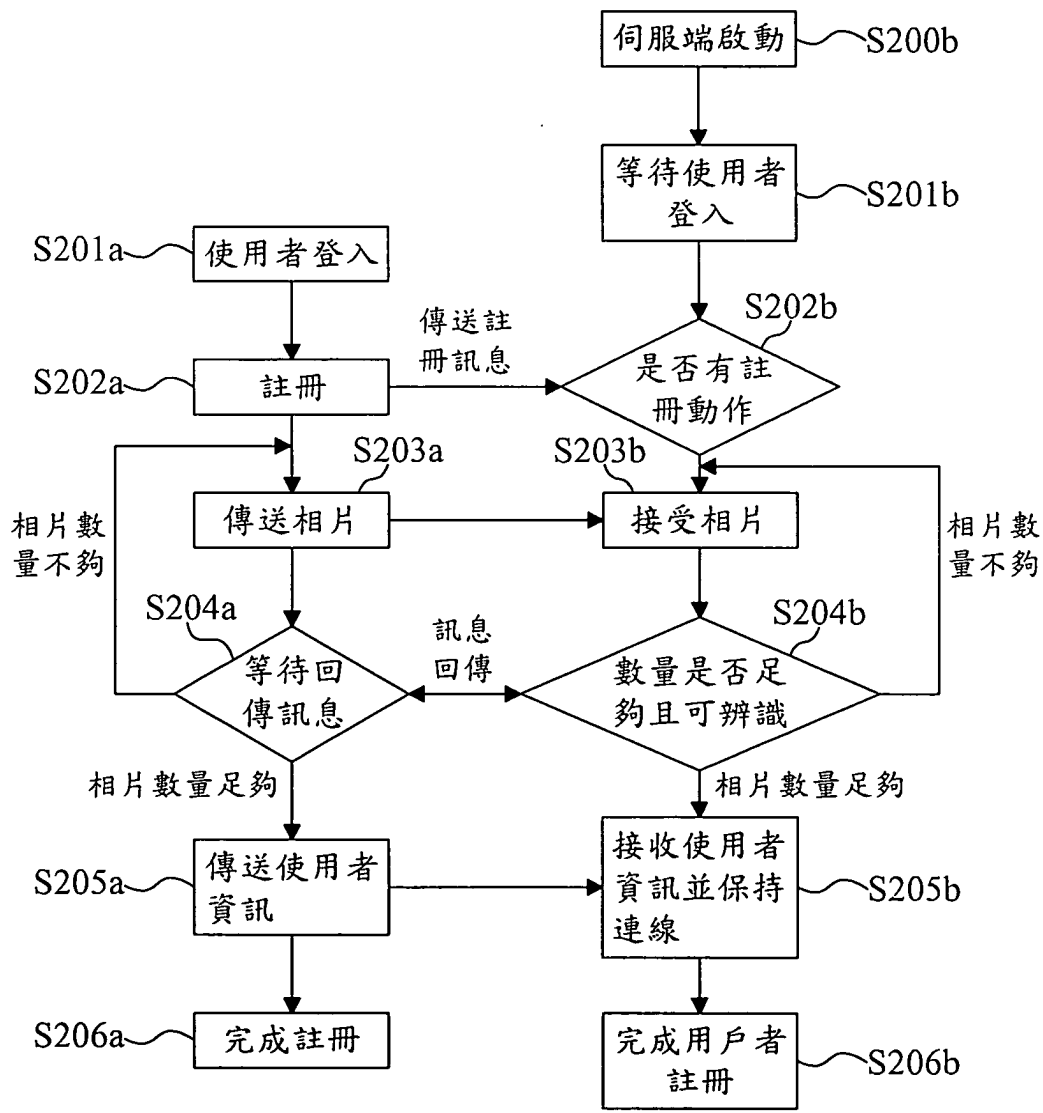 伺服端啟動
S200b
等待使用者
登入
S201b
S201a
使用者登入
S202b
傳送註
冊訊息
S202a
註冊
是否有註
冊動作
S203a
S203b
傳送相片
接受相片
相片數
量不夠
相片數
量不夠
S204a
S204b
訊息
回傳
等待回
傳訊息
數量是否足
夠且可辨識
相片數量足夠
相片數量足夠
S205a
傳送使用者
資訊
接收使用者
資訊並保持
連線
S205b
S206a
完成註冊
完成用戶者
註冊
S206b